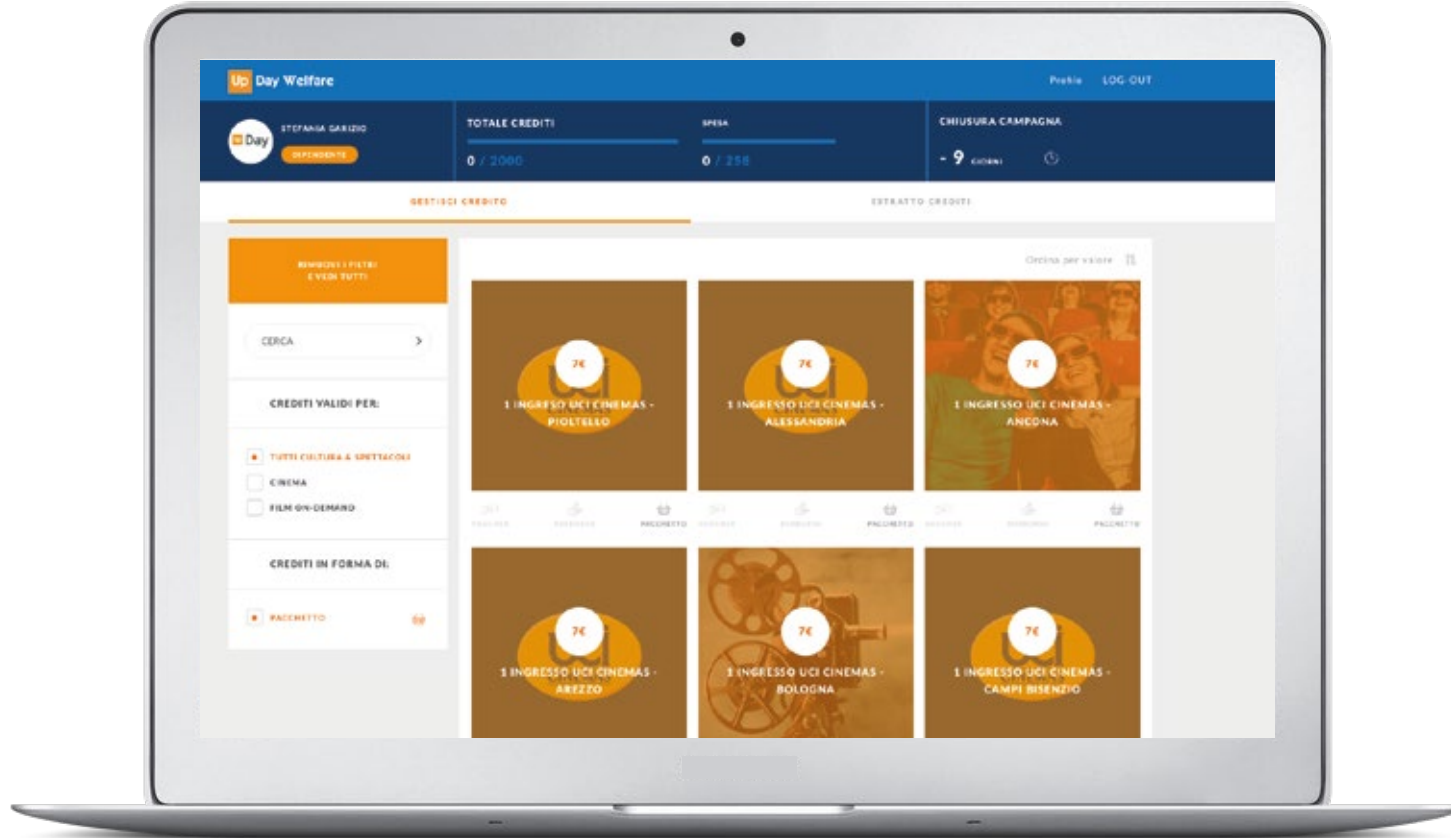 Up Day Welfare
Profilo LOG-OUT
Up Day
STEFANIA GARIZIO
DIPENDENTE
TOTALE CREDITI
0 / 2000
SPESA
0 / 258
CHIUSURA CAMPAGNA
- 9 GIORNI
GESTISCI CREDITO
ESTRATTO CREDITI
RIMUOVI I FILTRI
E VEDI TUTTI
CERCA
CREDITI VALIDI PER:
TUTTI CULTURA & SPETTACOLI
CINEMA
FILM ON-DEMAND
CREDITI IN FORMA DI:
PACCHETTO
Ordina per valore
7€
1 INGRESO UCI CINEMAS -
PIOLTELLO
7€
1 INGRESSO UCI CINEMAS -
ALESSANDRIA
7€
1 INGRESSO UCI CINEMAS -
ANCONA
PACCHETTO
PACCHETTO
PACCHETTO
7€
1 INGRESSO UCI CINEMAS -
AREZZO
7€
1 INGRESSO UCI CINEMAS -
BOLOGNA
7€
1 INGRESSO UCI CINEMAS -
CAMPI BISENZIO